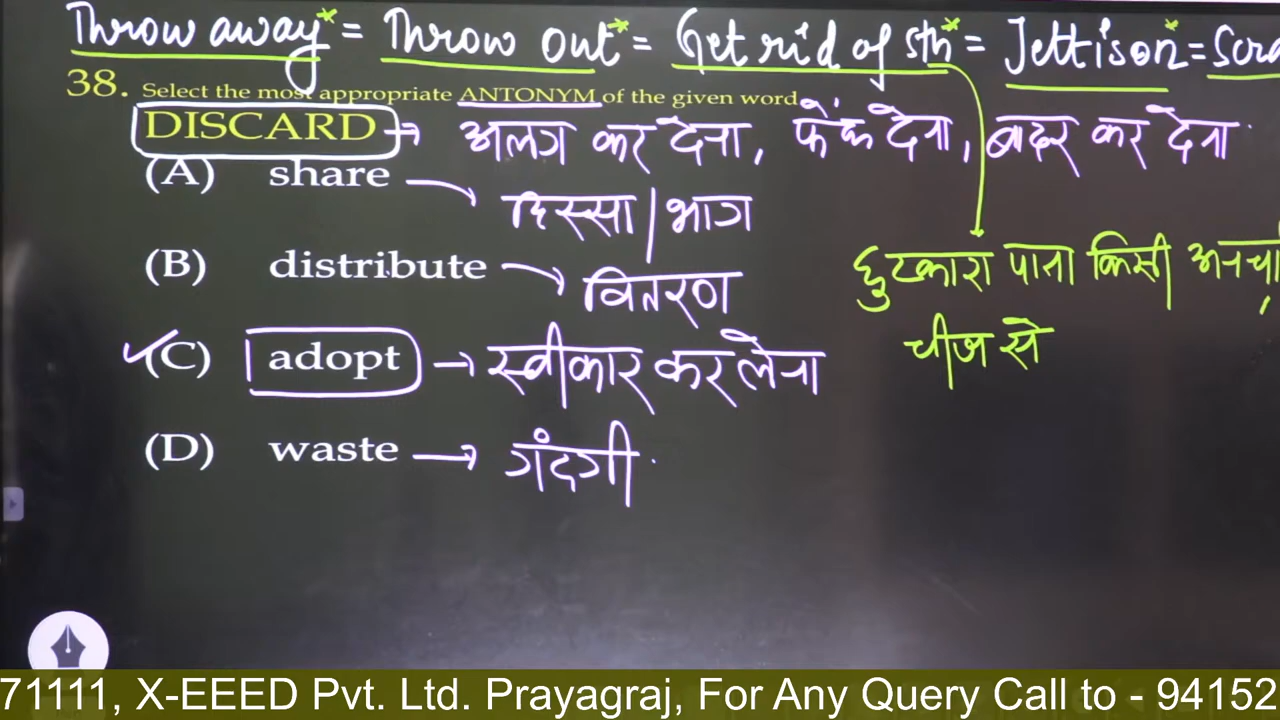 Throw away* = Throw out* = Get rid of sth* = Jettison* =
38. Select the most appropriate ANTONYM of the given word.
DISCARD → अलग कर देना, फेंक देना, बाहर कर देना
(A) share → हिस्सा | भाग
(B) distribute → वितरण
छुटकारा पाना किसी
(C) adopt → स्वीकार कर लेना
चीज से
(D) waste → गंदगी
71111, X-EEED Pvt. Ltd. Prayagraj, For Any Query Call to - 94152